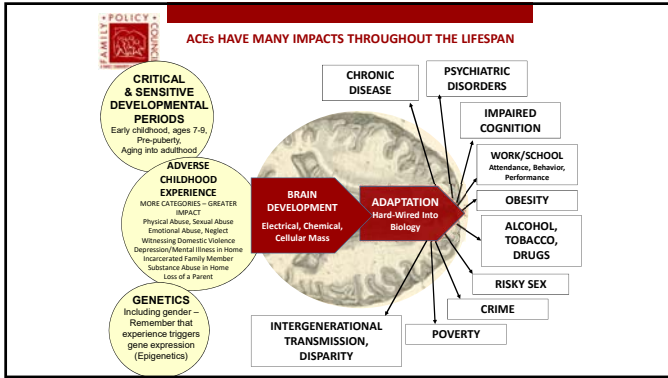 FAMILY • POLICY • COUNCIL
ACEs HAVE MANY IMPACTS THROUGHOUT THE LIFESPAN
CRITICAL
& SENSITIVE
DEVELOPMENTAL
PERIODS
Early childhood, ages 7-9,
Pre-puberty,
Aging into adulthood
ADVERSE
CHILDHOOD
EXPERIENCE
MORE CATEGORIES – GREATER
IMPACT
Physical Abuse, Sexual Abuse
Emotional Abuse, Neglect
Witnessing Domestic Violence
Depression/Mental Illness in Home
Incarcerated Family Member
Substance Abuse in Home
Loss of a Parent
GENETICS
Including gender –
Remember that
experience triggers
gene expression
(Epigenetics)
BRAIN
DEVELOPMENT
Electrical, Chemical,
Cellular Mass
ADAPTATION
Hard-Wired Into
Biology
CHRONIC
DISEASE
PSYCHIATRIC
DISORDERS
IMPAIRED
COGNITION
WORK/SCHOOL
Attendance, Behavior,
Performance
OBESITY
ALCOHOL,
TOBACCO,
DRUGS
RISKY SEX
CRIME
POVERTY
INTERGENERATIONAL
TRANSMISSION,
DISPARITY